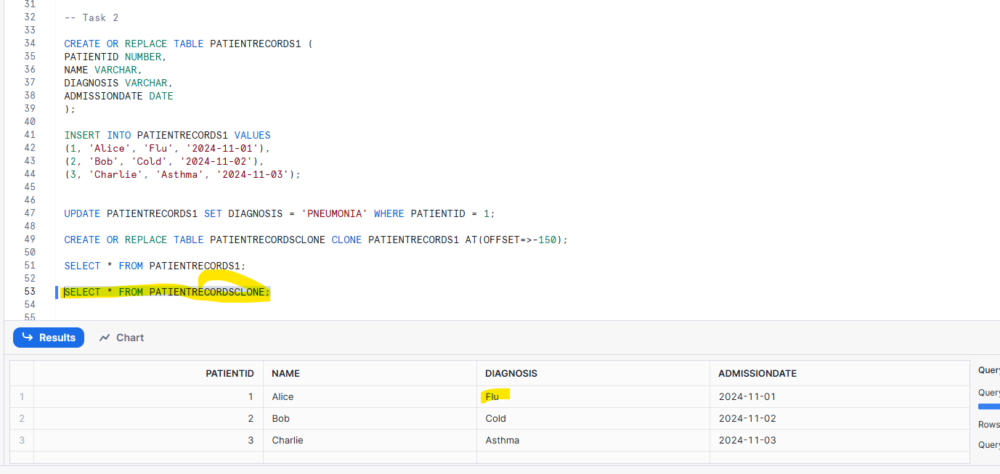 31
32 -- Task 2
33
34 CREATE OR REPLACE TABLE PATIENTRECORDS1 (
35 PATIENTID NUMBER,
36 NAME VARCHAR,
37 DIAGNOSIS VARCHAR,
38 ADMISSIONDATE DATE
39 );
40
41 INSERT INTO PATIENTRECORDS1 VALUES
42 (1, 'Alice', 'Flu', '2024-11-01'),
43 (2, 'Bob', 'Cold', '2024-11-02'),
44 (3, 'Charlie', 'Asthma', '2024-11-03');
45
46
47 UPDATE PATIENTRECORDS1 SET DIAGNOSIS = 'PNEUMONIA' WHERE PATIENTID = 1;
48
49 CREATE OR REPLACE TABLE PATIENTRECORDSCLONE CLONE PATIENTRECORDS1 AT(OFFSET=>-150);
50
51 SELECT * FROM PATIENTRECORDS1;
52
53 SELECT * FROM PATIENTRECORDSCLONE;
54
55
Results Chart
PATIENTID NAME DIAGNOSIS ADMISSIONDATE
1 1 Alice Flu 2024-11-01
2 2 Bob Cold 2024-11-02
3 3 Charlie Asthma 2024-11-03
Query
Query
Rows
Query